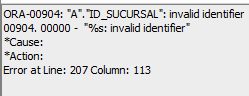 ORA-00904: "A"."ID_SUCURSAL": invalid identifier
00904. 00000 -  "%s: invalid identifier"
*Cause:
*Action:
Error at Line: 207 Column: 113